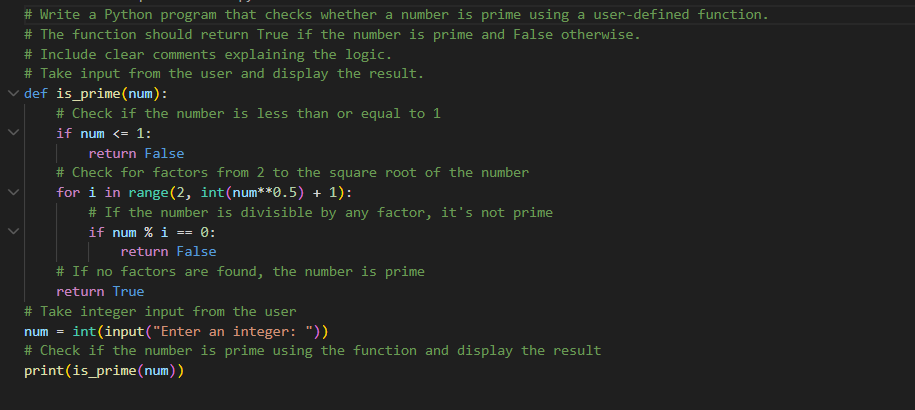 # Write a Python program that checks whether a number is prime using a user-defined function.
# The function should return True if the number is prime and False otherwise.
# Include clear comments explaining the logic.
# Take input from the user and display the result.
def is_prime(num):
    # Check if the number is less than or equal to 1
    if num <= 1:
        return False
    # Check for factors from 2 to the square root of the number
    for i in range(2, int(num**0.5) + 1):
        # If the number is divisible by any factor, it's not prime
        if num % i == 0:
            return False
    # If no factors are found, the number is prime
    return True
# Take integer input from the user
num = int(input("Enter an integer: "))
# Check if the number is prime using the function and display the result
print(is_prime(num))